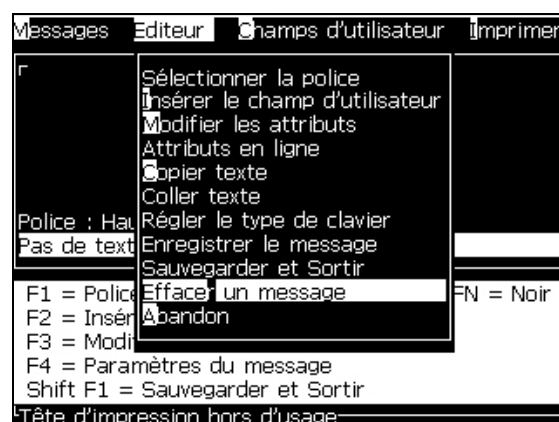 Messages Editeur Champs d'utilisateur Imprimer
Sélectionner la police
Insérer le champ d'utilisateur
Modifier les attributs
Attributs en ligne
Copier texte
Coller texte
Régler le type de clavier
Enregistrer le message
Sauvegarder et Sortir
Effacer un message
Abandon
Police : Hau
Pas de text
F1 = Police FN = Noir
F2 = Insér
F3 = Modi
F4 = Paramètres du message
Shift F1 = Sauvegarder et Sortir
Tête d'impression hors d'usage